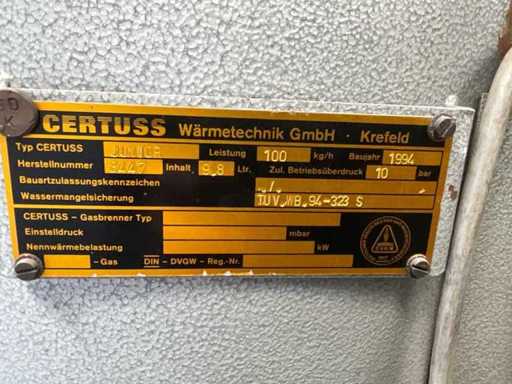 CERTUSS Wärmetechnik GmbH · Krefeld
Typ CERTUSS JUNIOR Leistung 100 kg/h Baujahr 1994
Herstellnummer Inhalt 9,8 Ltr. Zul. Betriebsüberdruck 10 bar
Bauartzulassungskennzeichen ./.
Wassermangelsicherung TÜV.WB.94-323 S
CERTUSS - Gasbrenner Typ
Einstelldruck mbar
Nennwärmebelastung kW
-Gas DIN - DVGW - Reg.-Nr.